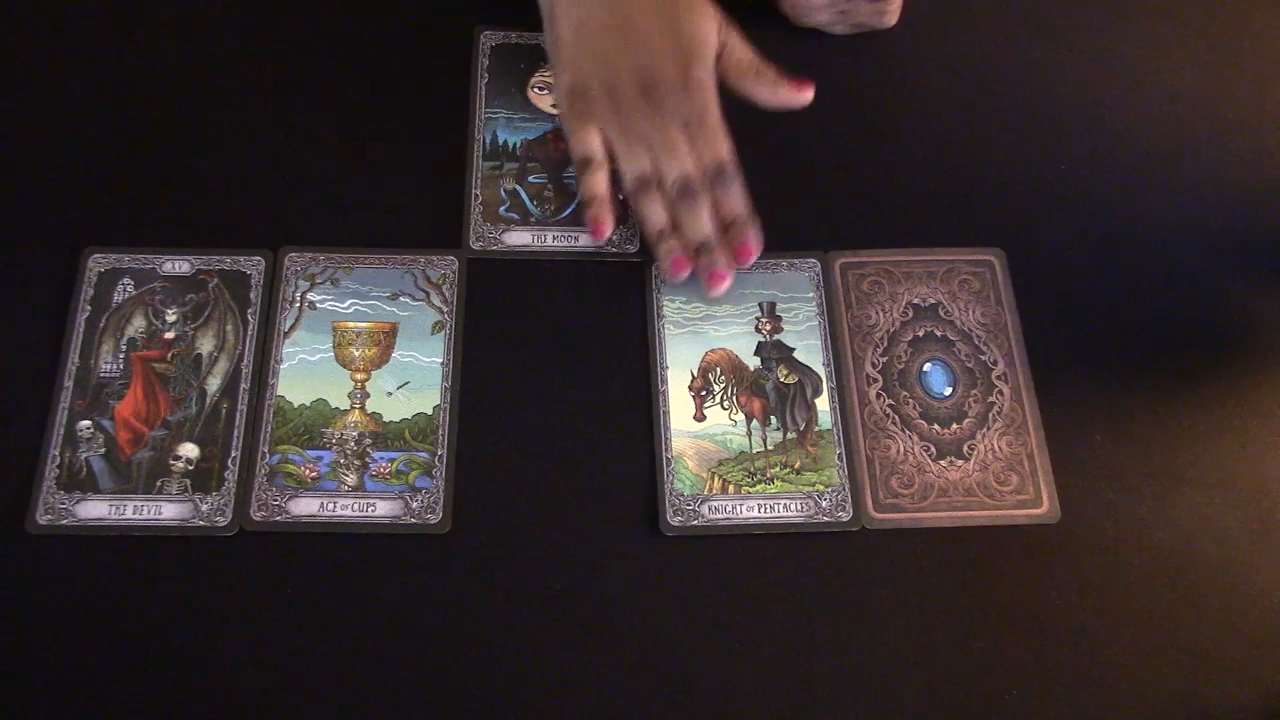 THE MOON
XV
THE DEVIL
ACE OF CUPS
KNIGHT OF PENTACLES